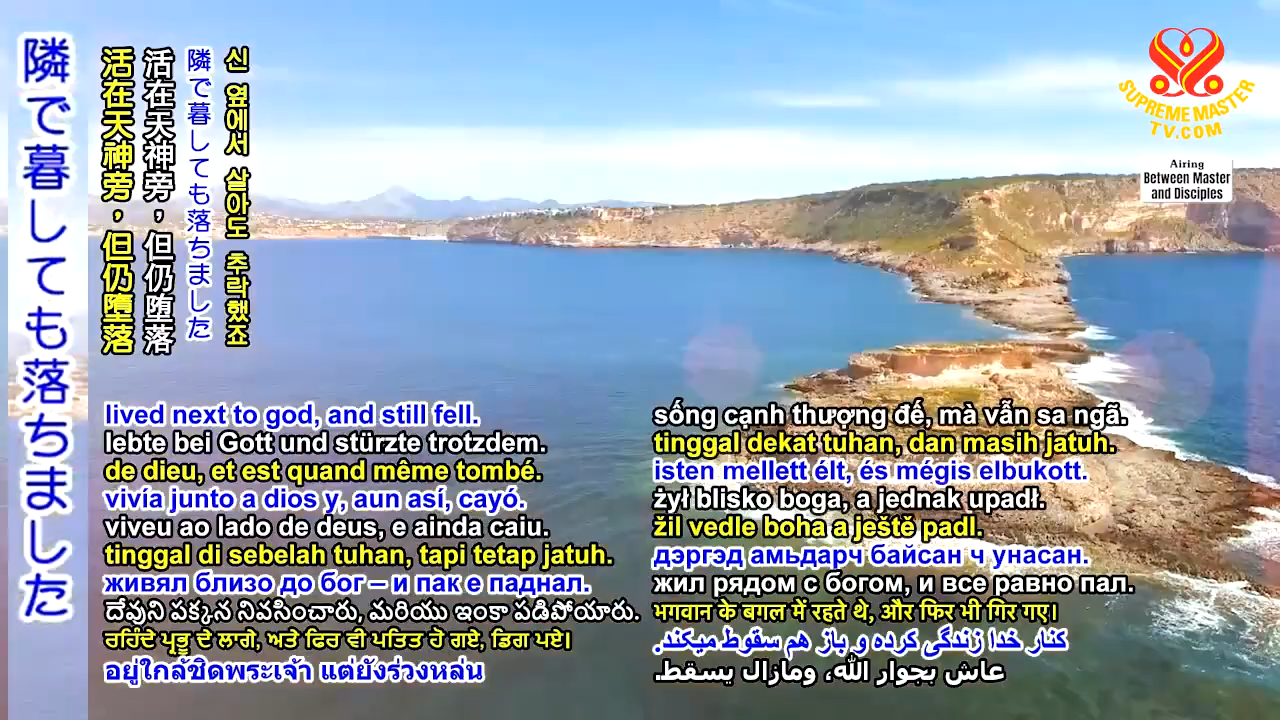 隣で暮しても落ちました
活在天神旁，但仍墮落
活在天神旁，但仍堕落
隣で暮しても落ちました
신 옆에서 살아도 추락했죠
SUPREME MASTER
TV.COM
Airing
Between Master
and Disciples
lived next to god, and still fell.
lebte bei Gott und stürzte trotzdem.
de dieu, et est quand même tombé.
vivía junto a dios y, aun así, cayó.
viveu ao lado de deus, e ainda caiu.
tinggal di sebelah tuhan, tapi tetap jatuh.
живял близо до бог – и пак е паднал.
దేవుని పక్కన నివసించారు, మరియు ఇంకా పడిపోయారు.
ਰਹਿੰਦੇ ਪ੍ਰਭੂ ਦੇ ਲਾਗੇ, ਅਤੇ ਫਿਰ ਵੀ ਪਤਿਤ ਹੋ ਗਏ, ਡਿਗ ਪਏ।
อยู่ใกล้ชิดพระเจ้า แต่ยังร่วงหล่น
sống cạnh thượng đế, mà vẫn sa ngã.
tinggal dekat tuhan, dan masih jatuh.
isten mellett élt, és mégis elbukott.
żył blisko boga, a jednak upadł.
žil vedle boha a ještě padl.
дэргэд амьдарч байсан ч унасан.
жил рядом с богом, и все равно пал.
भगवान के बगल में रहते थे, और फिर भी गिर गए।
کنار خدا زندگی کرده و باز هم سقوط میکند.
عاش بجوار الله، ومازال يسقط.